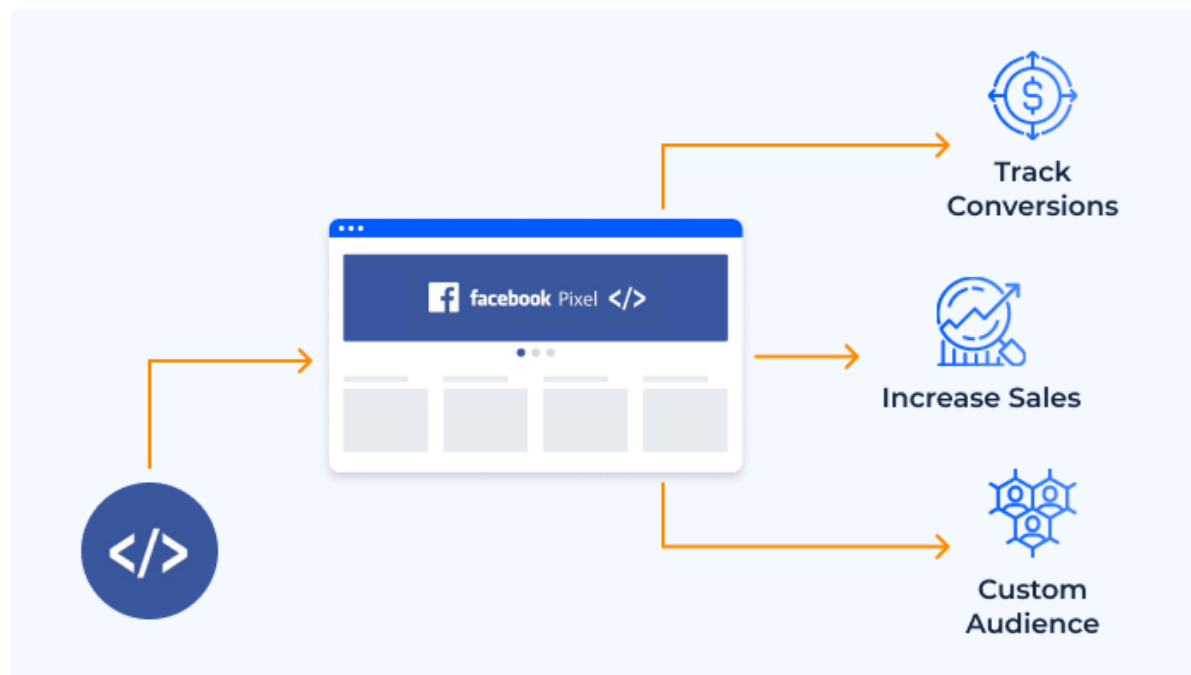 Track
Conversions
facebook Pixel </>
Increase Sales
</>
Custom
Audience